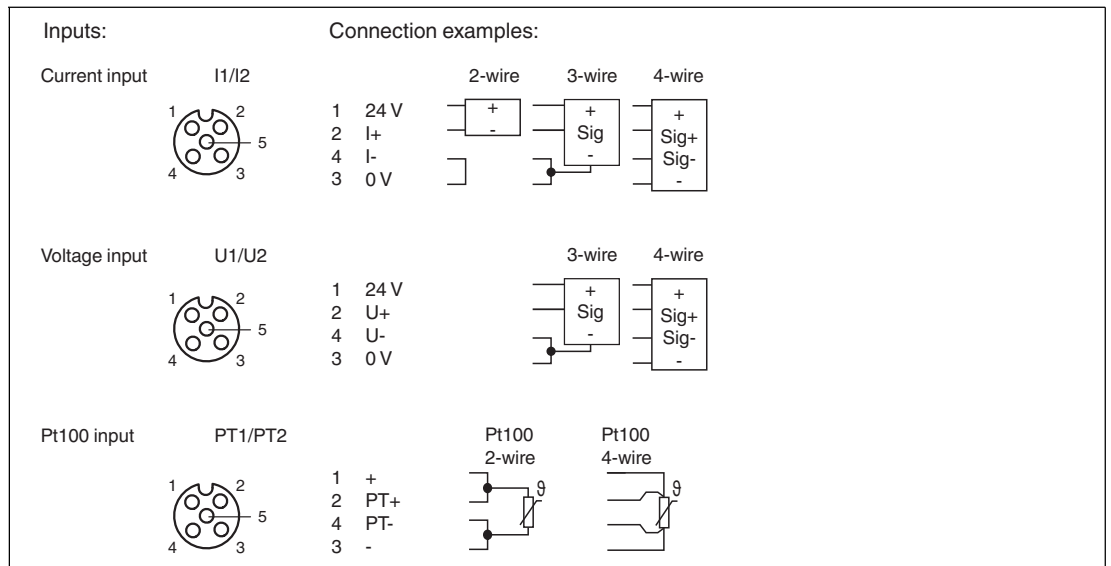 Inputs: Connection examples:
Current input I1/I2 2-wire 3-wire 4-wire
1 2 5 4 3
1 24 V + + +
2 I+ - Sig Sig+
4 I- - Sig-
3 0 V -
Voltage input U1/U2 3-wire 4-wire
1 2 5 4 3
1 24 V + +
2 U+ Sig Sig+
4 U- - Sig-
3 0 V -
Pt100 input PT1/PT2 Pt100 Pt100
2-wire 4-wire
1 2 5 4 3
1 +
2 PT+ ϑ ϑ
4 PT-
3 -